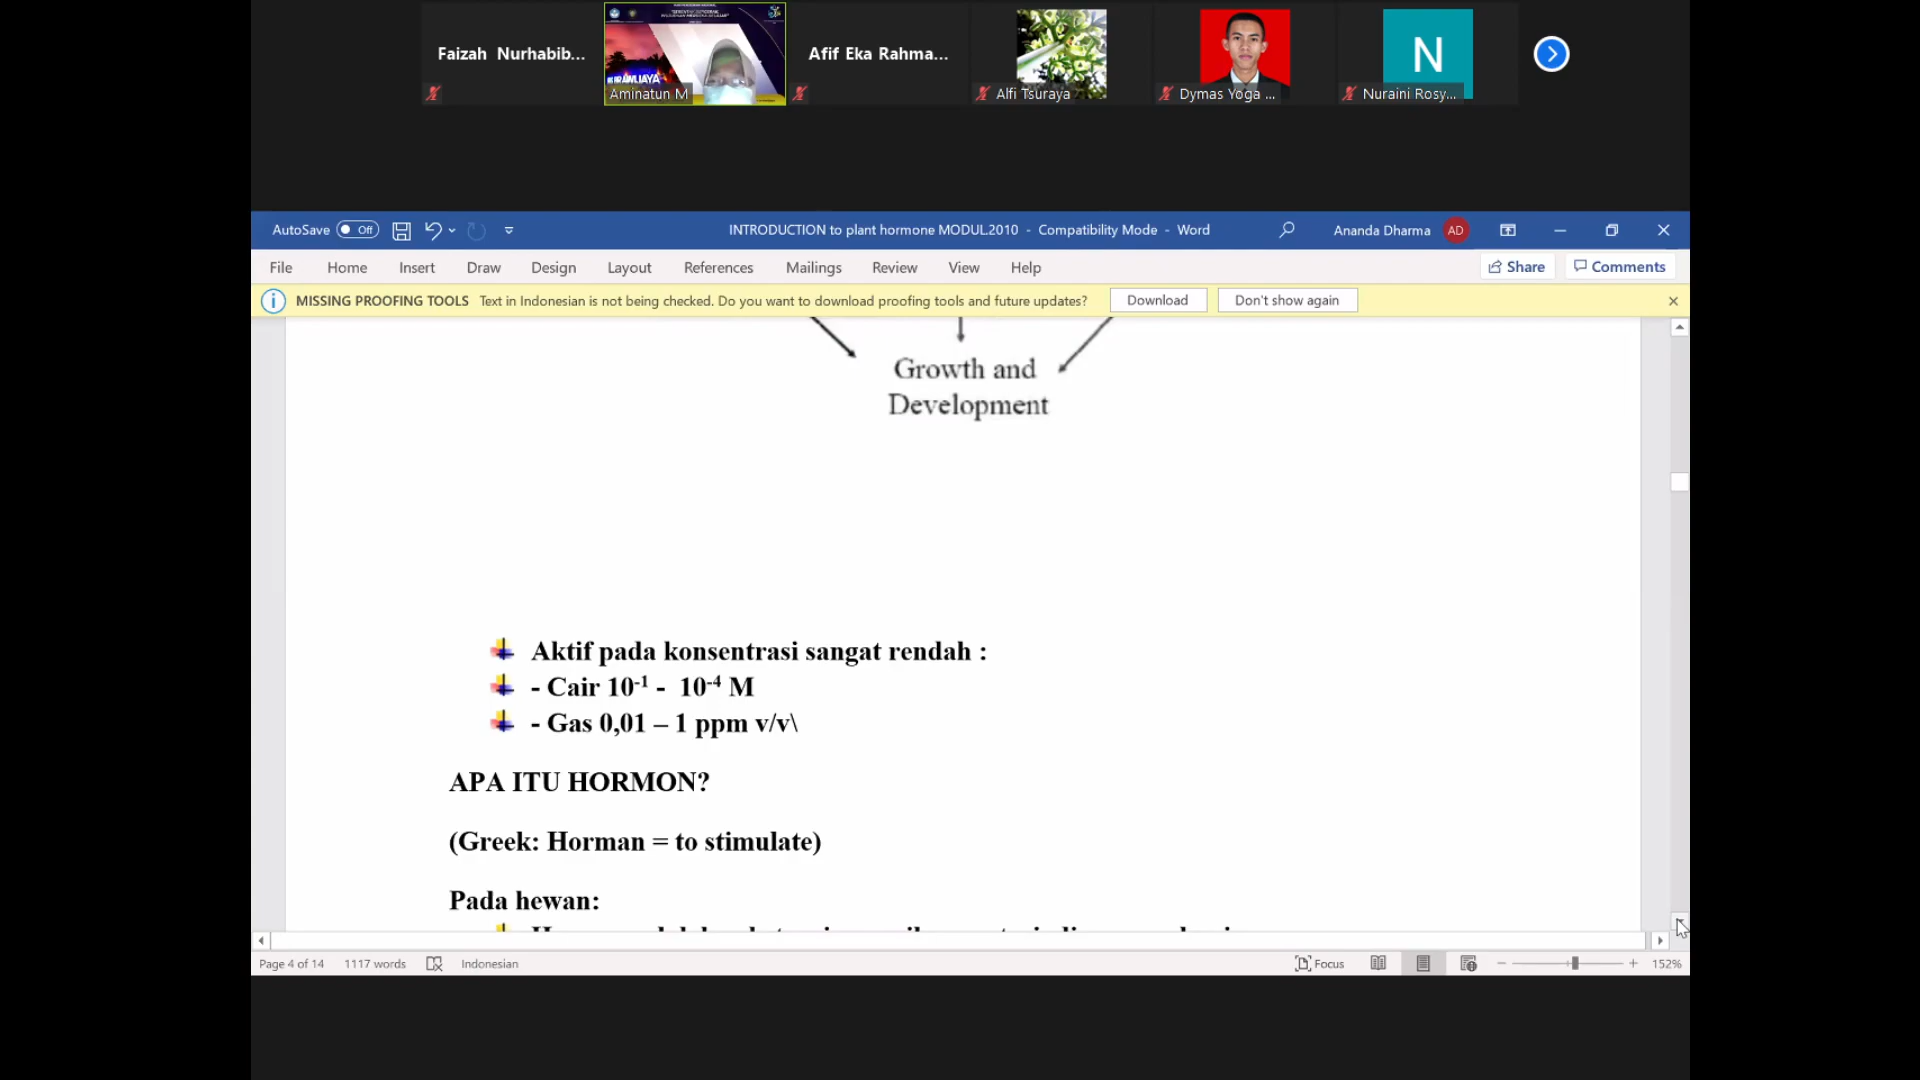 Faizah Nurhabib...
Aminatun M
Afif Eka Rahma...
Alfi Tsuraya
Dymas Yoga ...
N
Nuraini Rosy...
AutoSave Off
INTRODUCTION to plant hormone MODUL.2010 - Compatibility Mode - Word
Ananda Dharma AD
File Home Insert Draw Design Layout References Mailings Review View Help Share Comments
MISSING PROOFING TOOLS Text in Indonesian is not being checked. Do you want to download proofing tools and future updates? Download Don't show again
Growth and
Development
Aktif pada konsentrasi sangat rendah :
- Cair 10⁻¹ - 10⁻⁴ M
- Gas 0,01 – 1 ppm v/v\
APA ITU HORMON?
(Greek: Horman = to stimulate)
Pada hewan:
Page 4 of 14 1117 words Indonesian Focus 152%